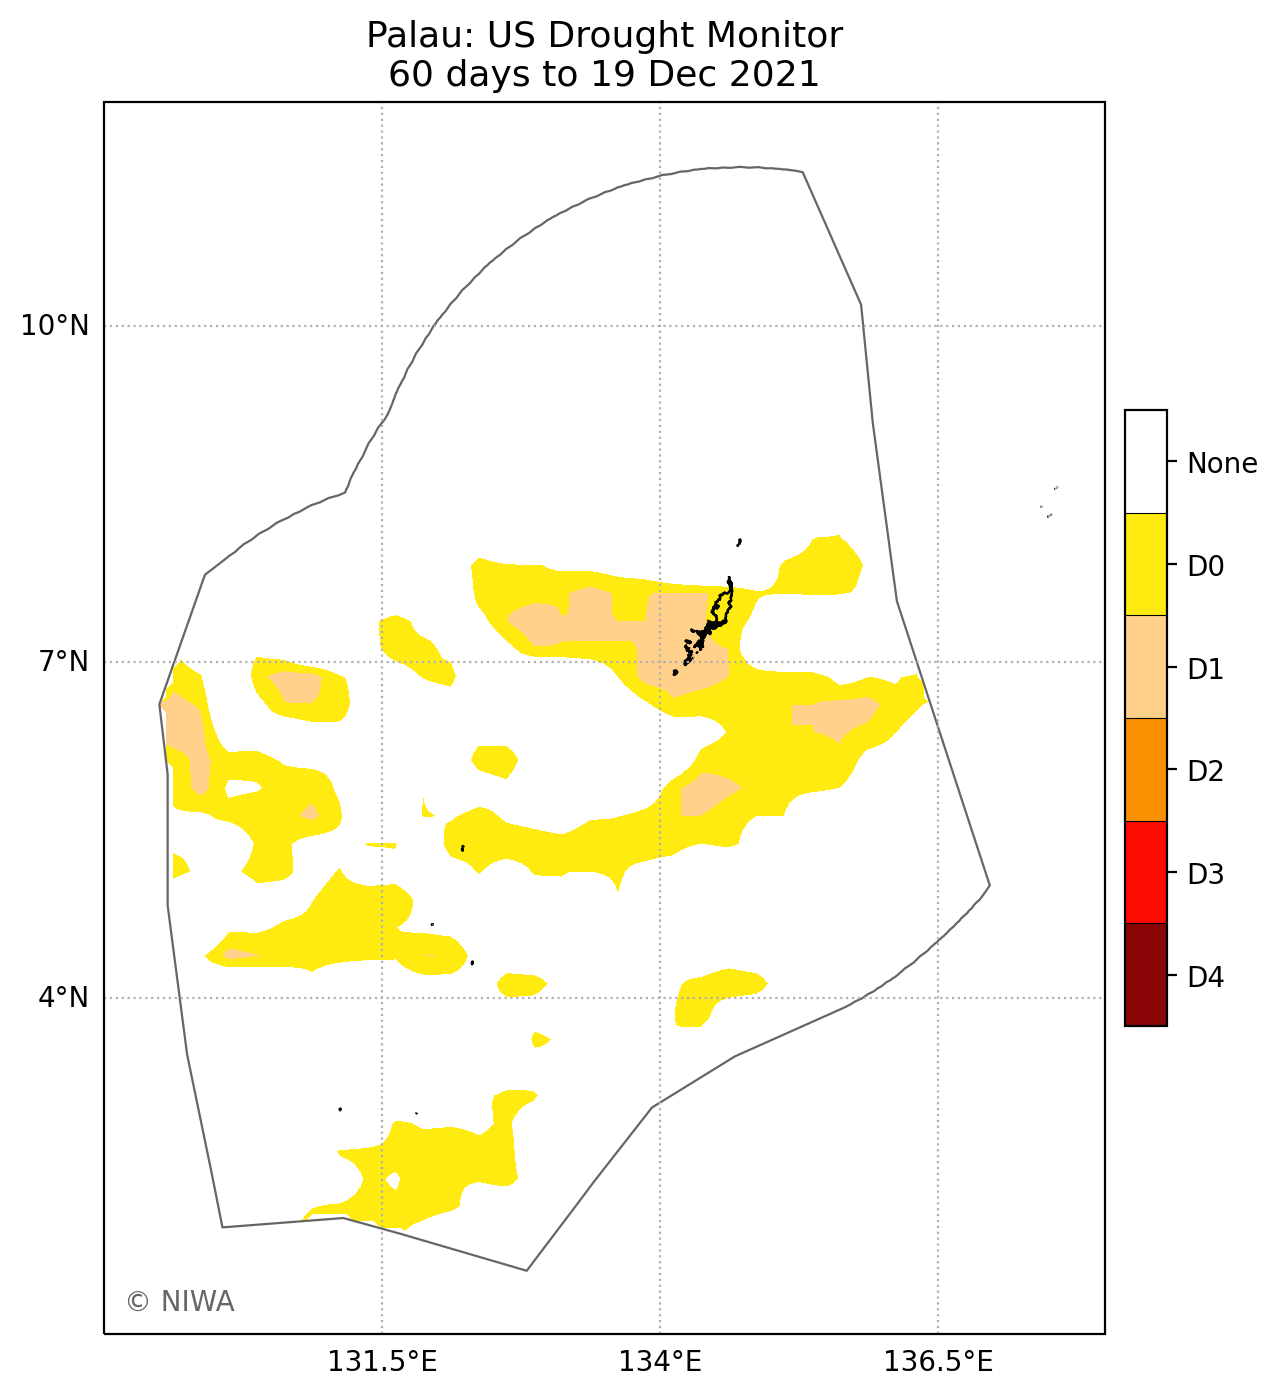 Palau: US Drought Monitor
60 days to 19 Dec 2021
10°N
7°N
4°N
131.5°E
134°E
136.5°E
None
D0
D1
D2
D3
D4
© NIWA